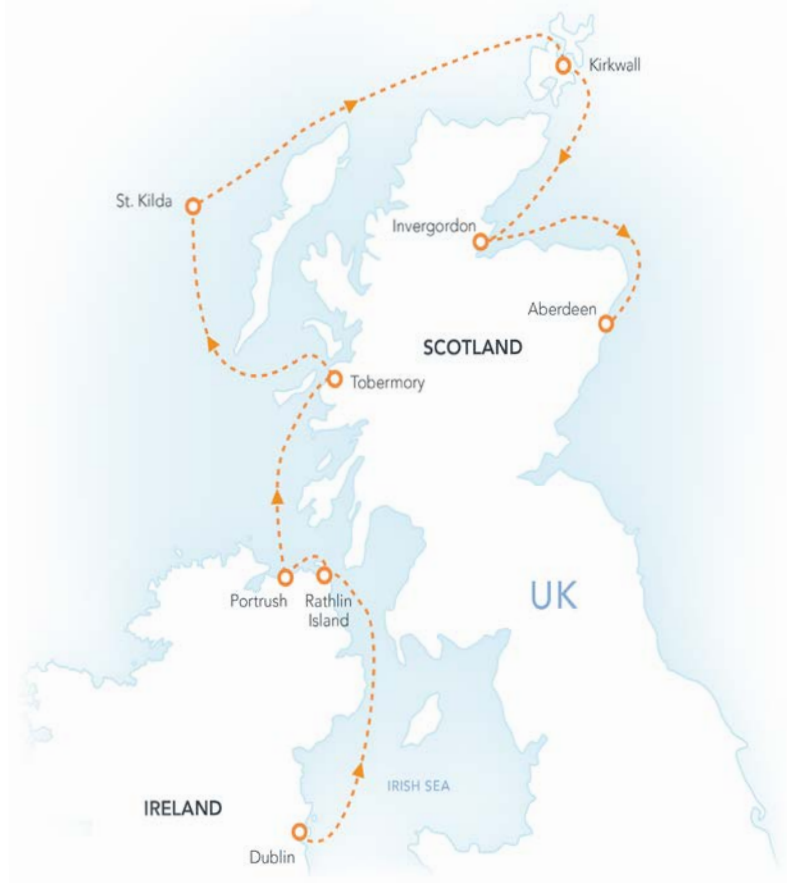 Kirkwall
St. Kilda
Invergordon
Aberdeen
SCOTLAND
Tobermory
UK
Portrush
Rathlin
Island
IRISH SEA
IRELAND
Dublin